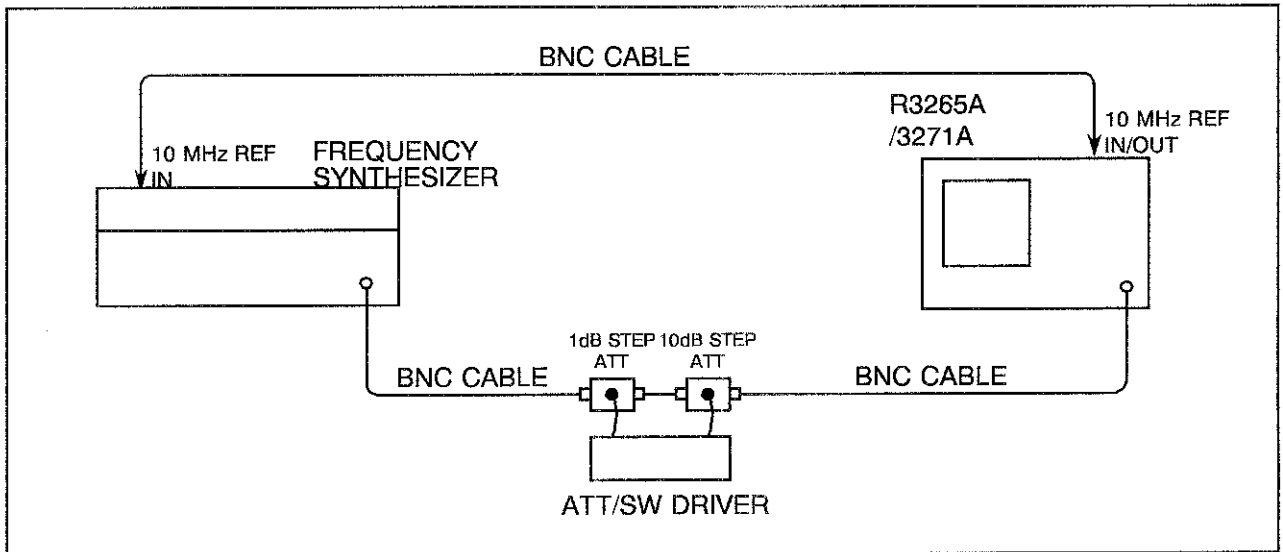 BNC CABLE
R3265A
/3271A
10 MHz REF
IN/OUT
10 MHz REF
IN
FREQUENCY
SYNTHESIZER
1dB STEP
ATT
10dB STEP
ATT
BNC CABLE
BNC CABLE
ATT/SW DRIVER